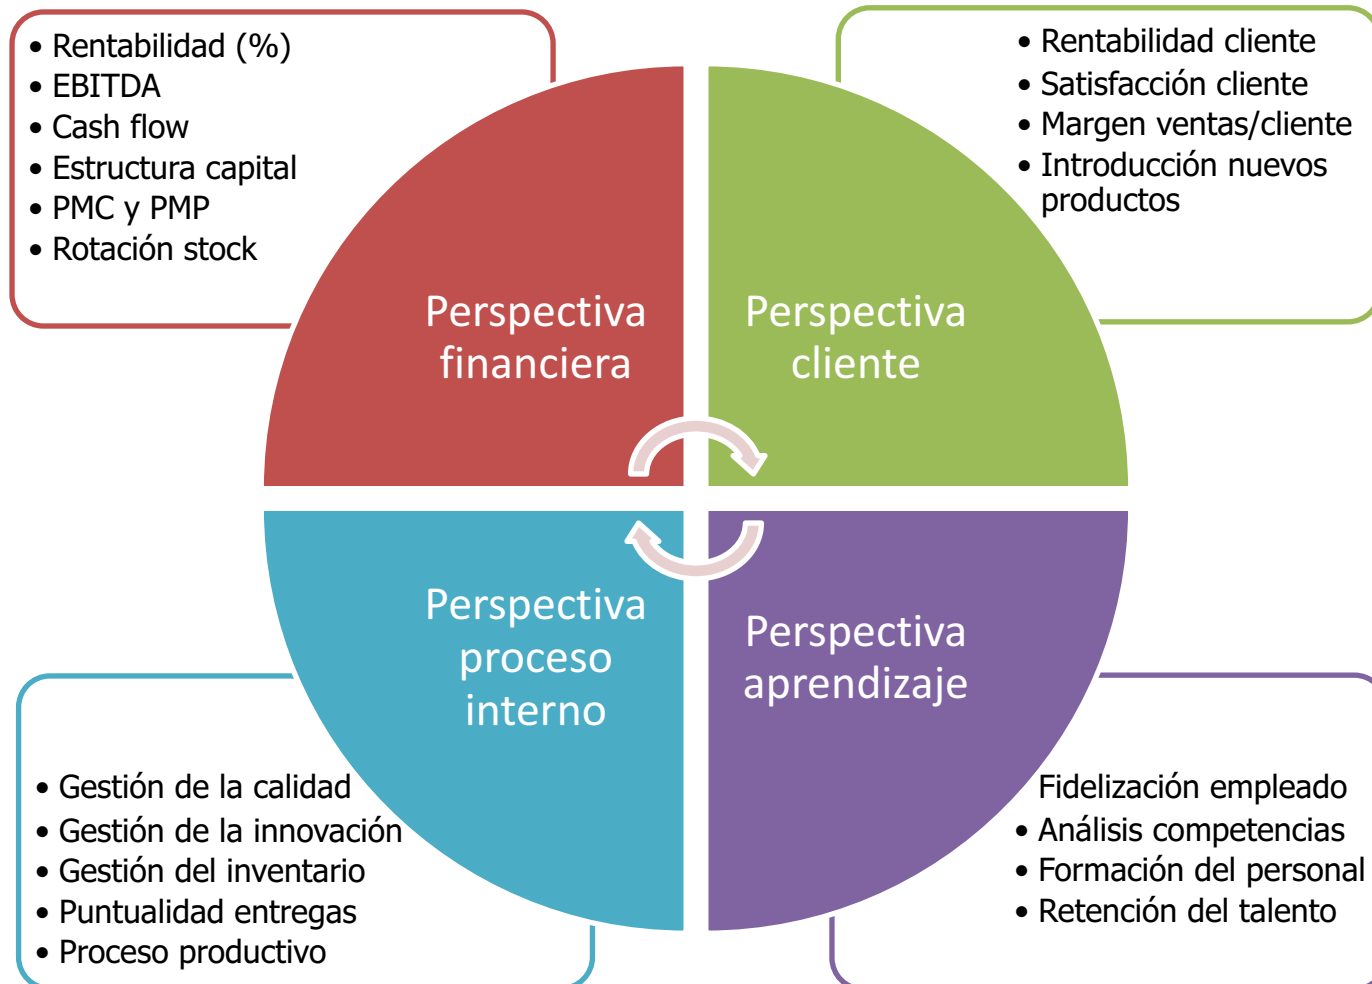 • Rentabilidad (%)
• EBITDA
• Cash flow
• Estructura capital
• PMC y PMP
• Rotación stock
• Rentabilidad cliente
• Satisfacción cliente
• Margen ventas/cliente
• Introducción nuevos
productos
Perspectiva
financiera
Perspectiva
cliente
Perspectiva
proceso
interno
Perspectiva
aprendizaje
• Gestión de la calidad
• Gestión de la innovación
• Gestión del inventario
• Puntualidad entregas
• Proceso productivo
Fidelización empleado
• Análisis competencias
• Formación del personal
• Retención del talento